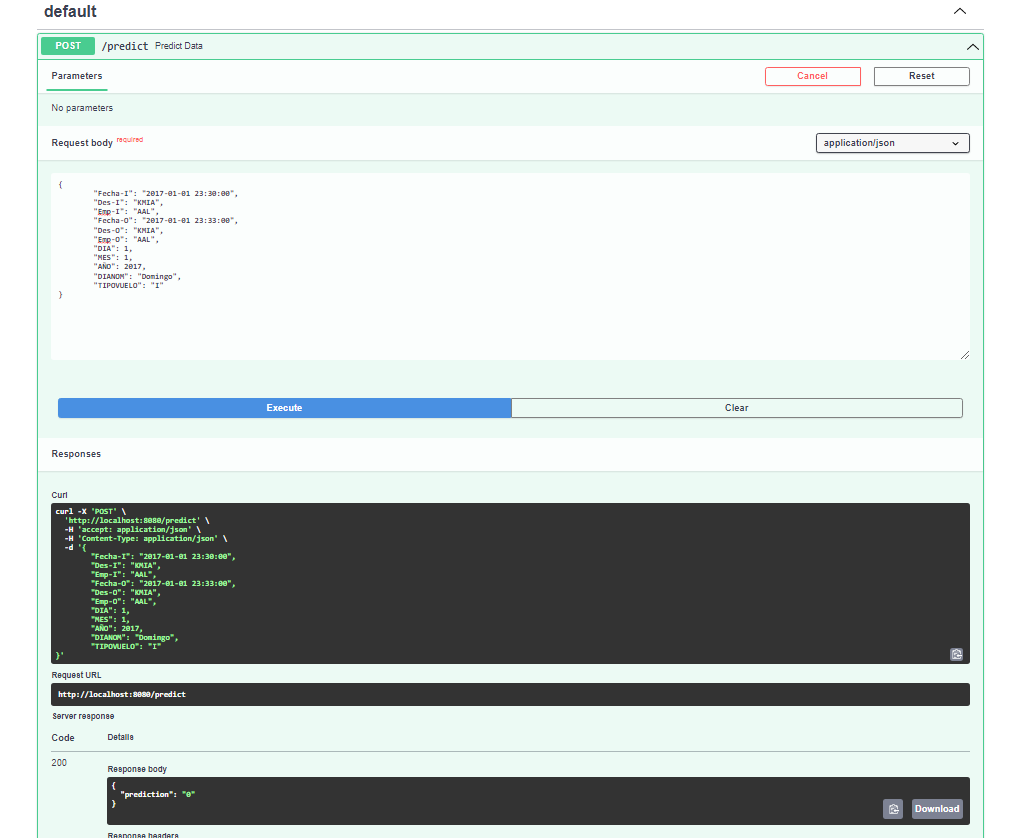 default
POST /predict Predict Data
Parameters
Cancel
Reset
No parameters
Request body required
application/json
{
"Fecha-I": "2017-01-01 23:30:00",
"Des-I": "KMIA",
"Emp-I": "AAL",
"Fecha-O": "2017-01-01 23:33:00",
"Des-O": "KMIA",
"Emp-O": "AAL",
"DIA": 1,
"MES": 1,
"AÑO": 2017,
"DIANOM": "Domingo",
"TIPOVUELO": "I"
}
Execute
Clear
Responses
Curl
curl -X 'POST' \
'http://localhost:8080/predict' \
-H 'accept: application/json' \
-H 'Content-Type: application/json' \
-d '{
"Fecha-I": "2017-01-01 23:30:00",
"Des-I": "KMIA",
"Emp-I": "AAL",
"Fecha-O": "2017-01-01 23:33:00",
"Des-O": "KMIA",
"Emp-O": "AAL",
"DIA": 1,
"MES": 1,
"AÑO": 2017,
"DIANOM": "Domingo",
"TIPOVUELO": "I"
}'
Request URL
http://localhost:8080/predict
Server response
Code Details
200
Response body
{
"prediction": "0"
}
Download
Response headers